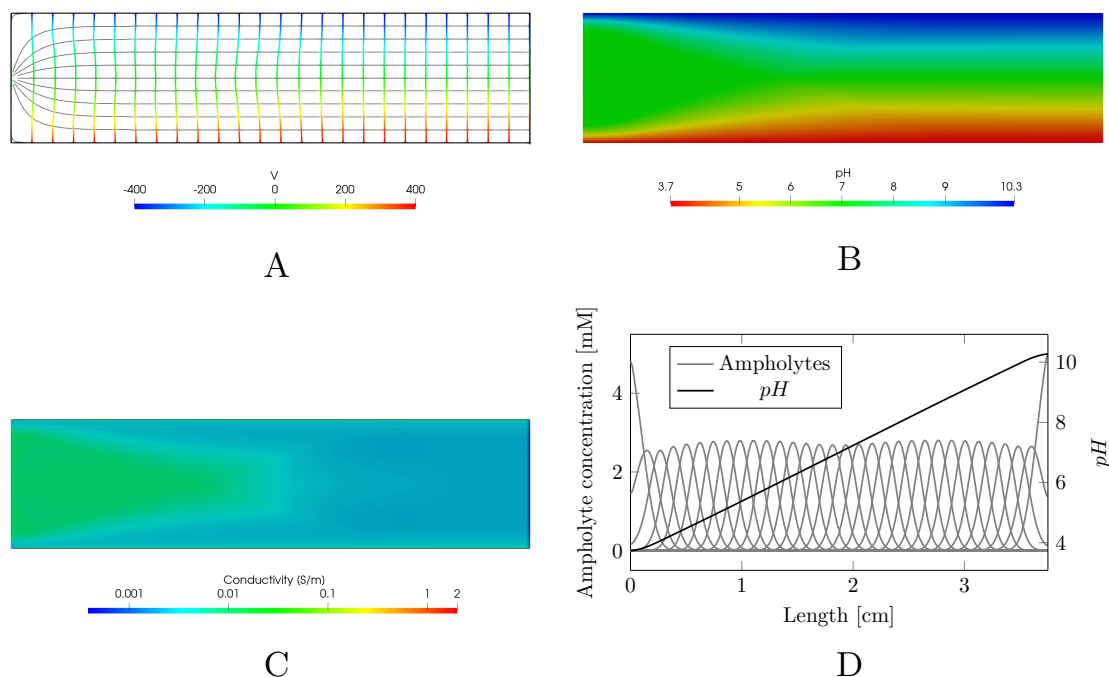 V
-400 -200 0 200 400
A
pH
3.7 5 6 7 8 9 10.3
B
Conductivity (S/m)
0.001 0.01 0.1 1 2
C
Ampholyte concentration [mM]
0 2 4
Ampholytes
pH
4 6 8 10
pH
0 1 2 3
Length [cm]
D